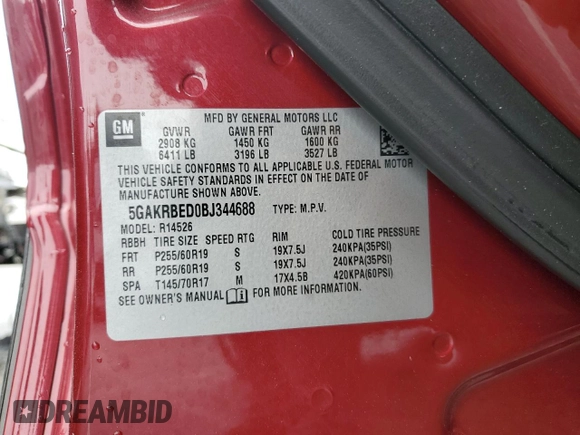 MFD BY GENERAL MOTORS LLC
GM
GVWR GAWR FRT GAWR RR
2908 KG 1450 KG 1600 KG
6411 LB 3196 LB 3527 LB
THIS VEHICLE CONFORMS TO ALL APPLICABLE U.S. FEDERAL MOTOR
VEHICLE SAFETY STANDARDS IN EFFECT ON THE DATE OF
MANUFACTURE SHOWN ABOVE.
5GAKRBED0BJ344688 TYPE: M.P.V.
MODEL: R14526
RBBH TIRE SIZE SPEED RTG RIM COLD TIRE PRESSURE
FRT P255/60R19 S 19X7.5J 240KPA(35PSI)
RR P255/60R19 S 19X7.5J 240KPA(35PSI)
SPA T145/70R17 M 17X4.5B 420KPA(60PSI)
SEE OWNER'S MANUAL FOR MORE INFORMATION.
DREAMBID